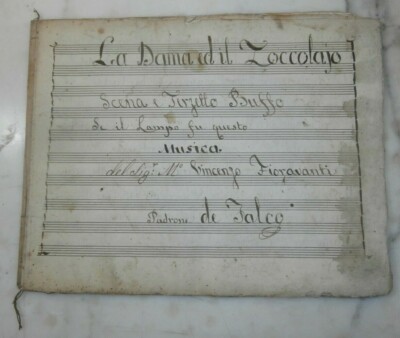 La Dama ed il Zoccolajo
Scena e Terzetto Buffo
Se il Lampo fu questo
Musica
del Sig.r M.o Vincenzo Fioravanti
Padrone de Falco